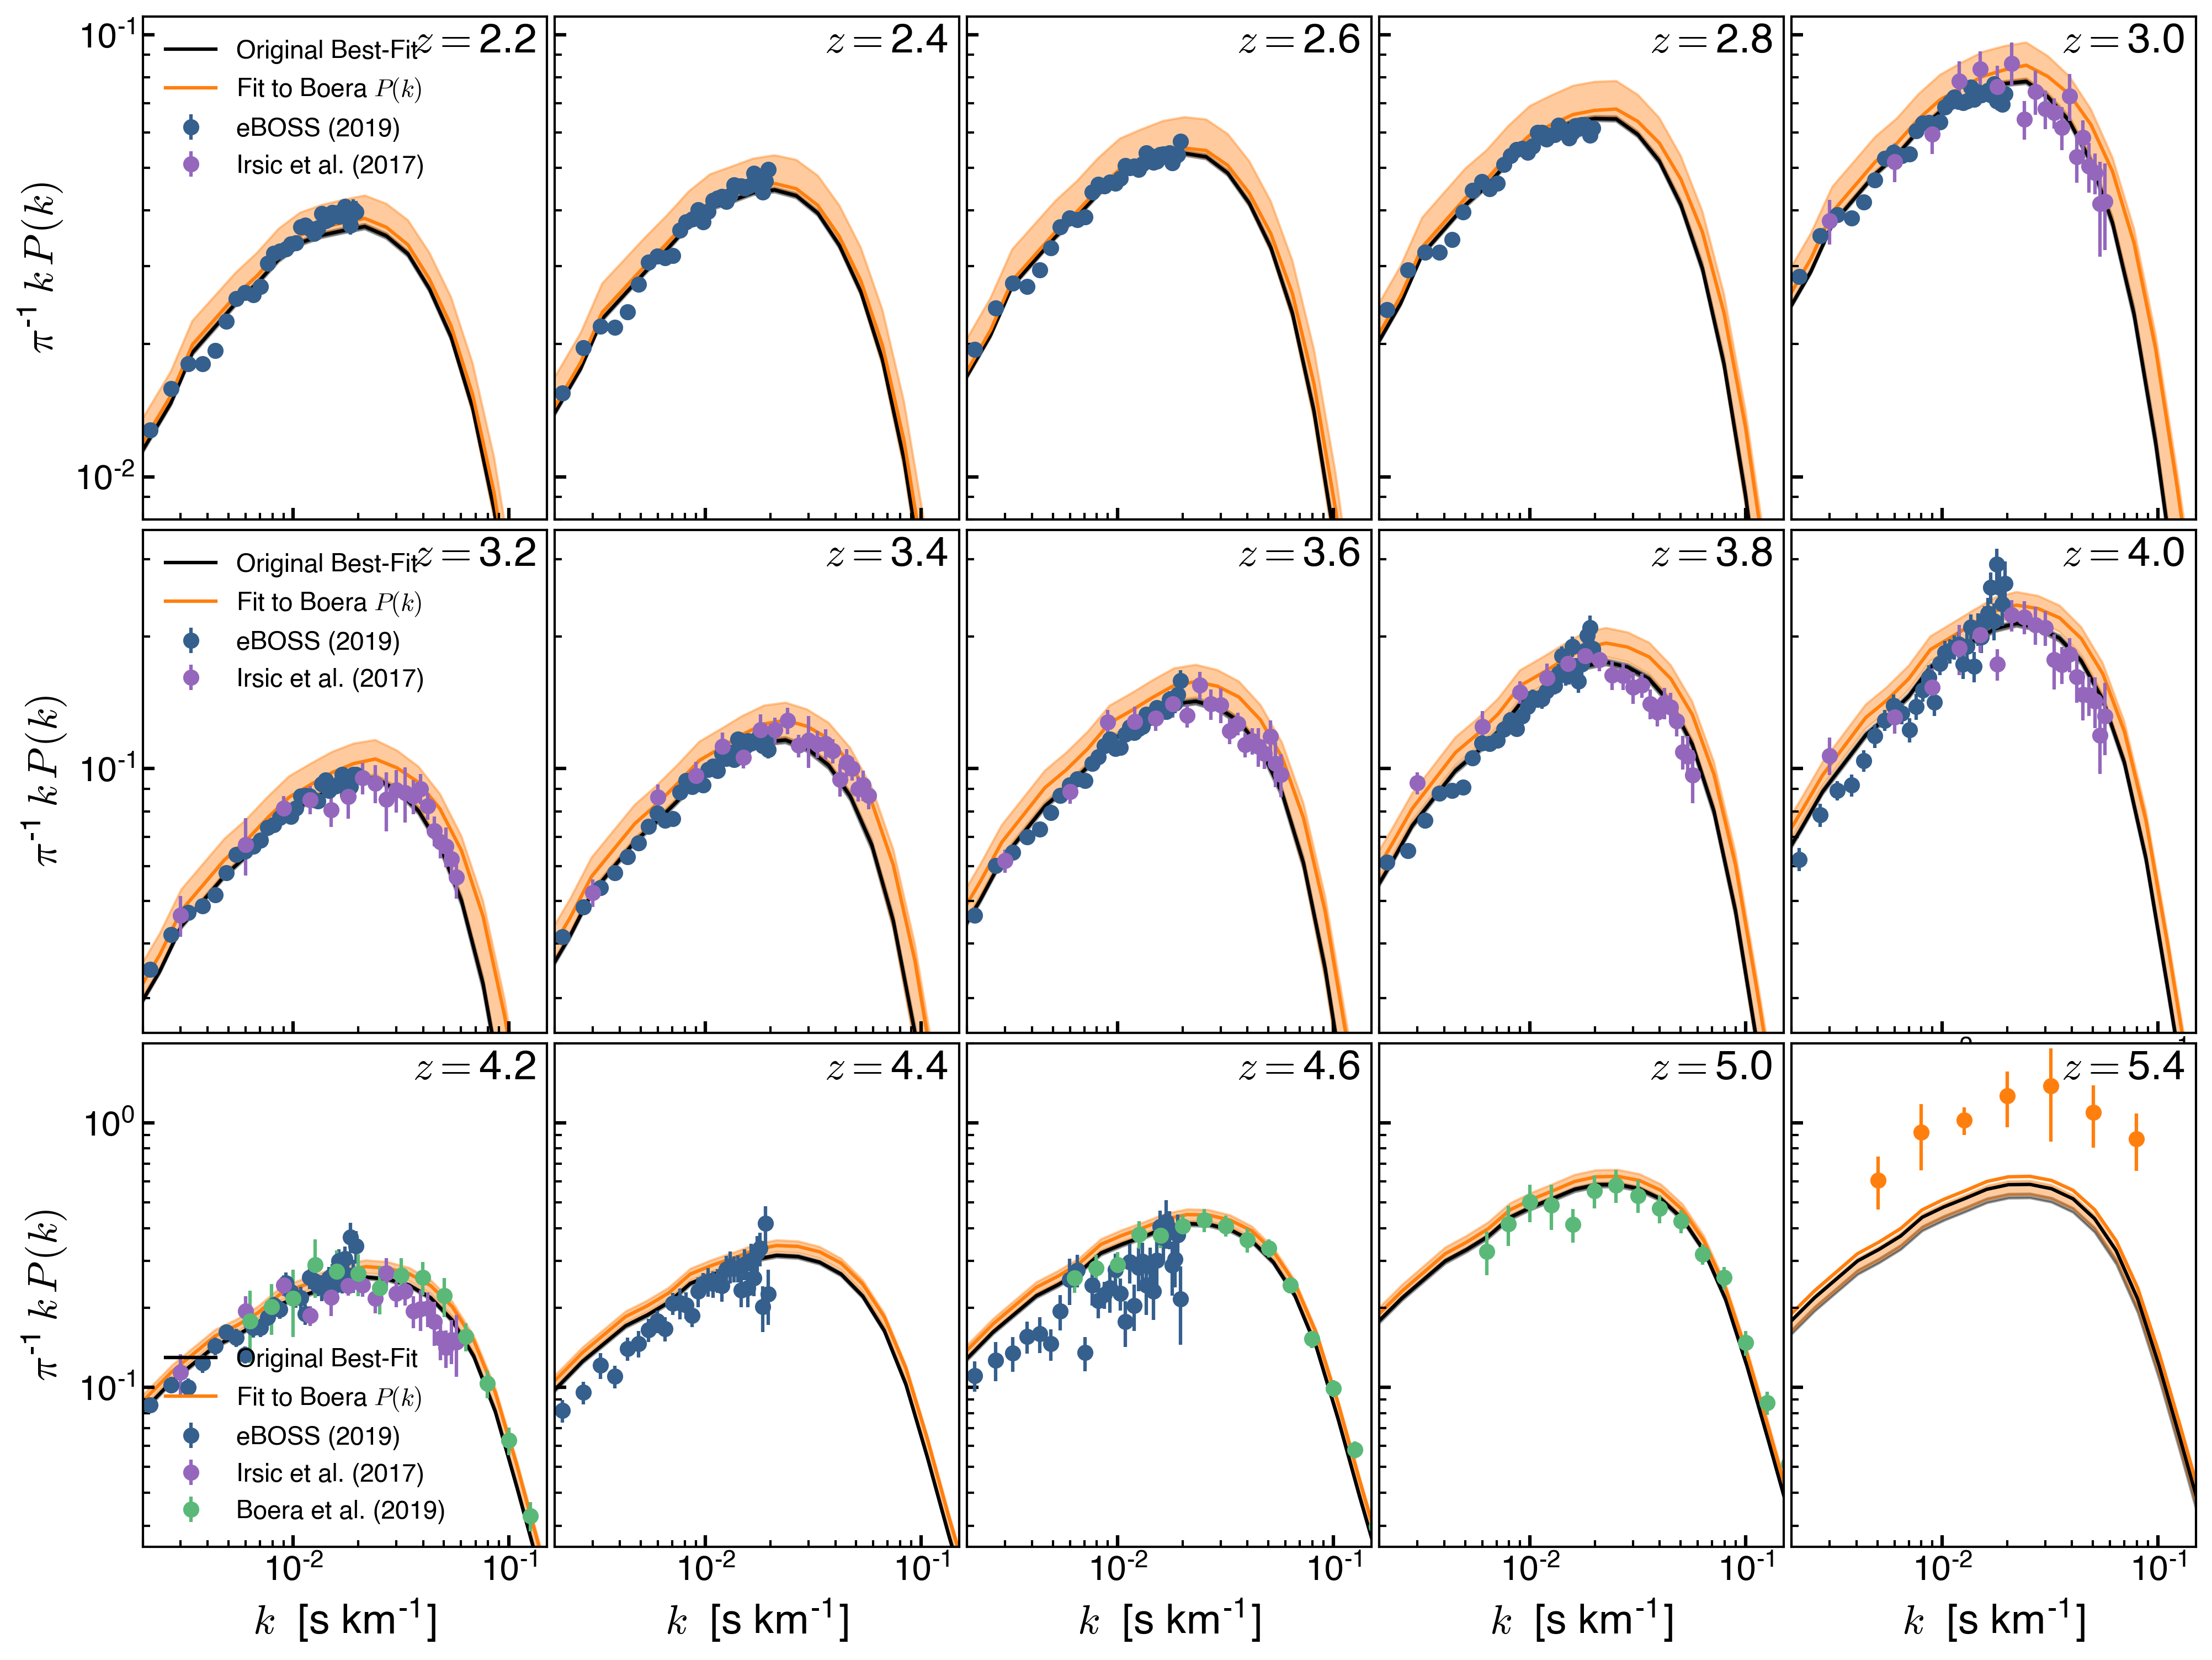 10-1
10-2
π-1 k P(k)
Original Best-Fit
Fit to Boera P(k)
eBOSS (2019)
Irsic et al. (2017)
z = 2.2
z = 2.4
z = 2.6
z = 2.8
z = 3.0
10-1
π-1 k P(k)
Original Best-Fit
Fit to Boera P(k)
eBOSS (2019)
Irsic et al. (2017)
z = 3.2
z = 3.4
z = 3.6
z = 3.8
z = 4.0
100
10-1
π-1 k P(k)
z = 4.2
z = 4.4
z = 4.6
z = 5.0
z = 5.4
Original Best-Fit
Fit to Boera P(k)
eBOSS (2019)
Irsic et al. (2017)
Boera et al. (2019)
10-2 10-1 10-2 10-1 10-2 10-1 10-2 10-1 10-2 10-1
k [s km-1] k [s km-1] k [s km-1] k [s km-1] k [s km-1]